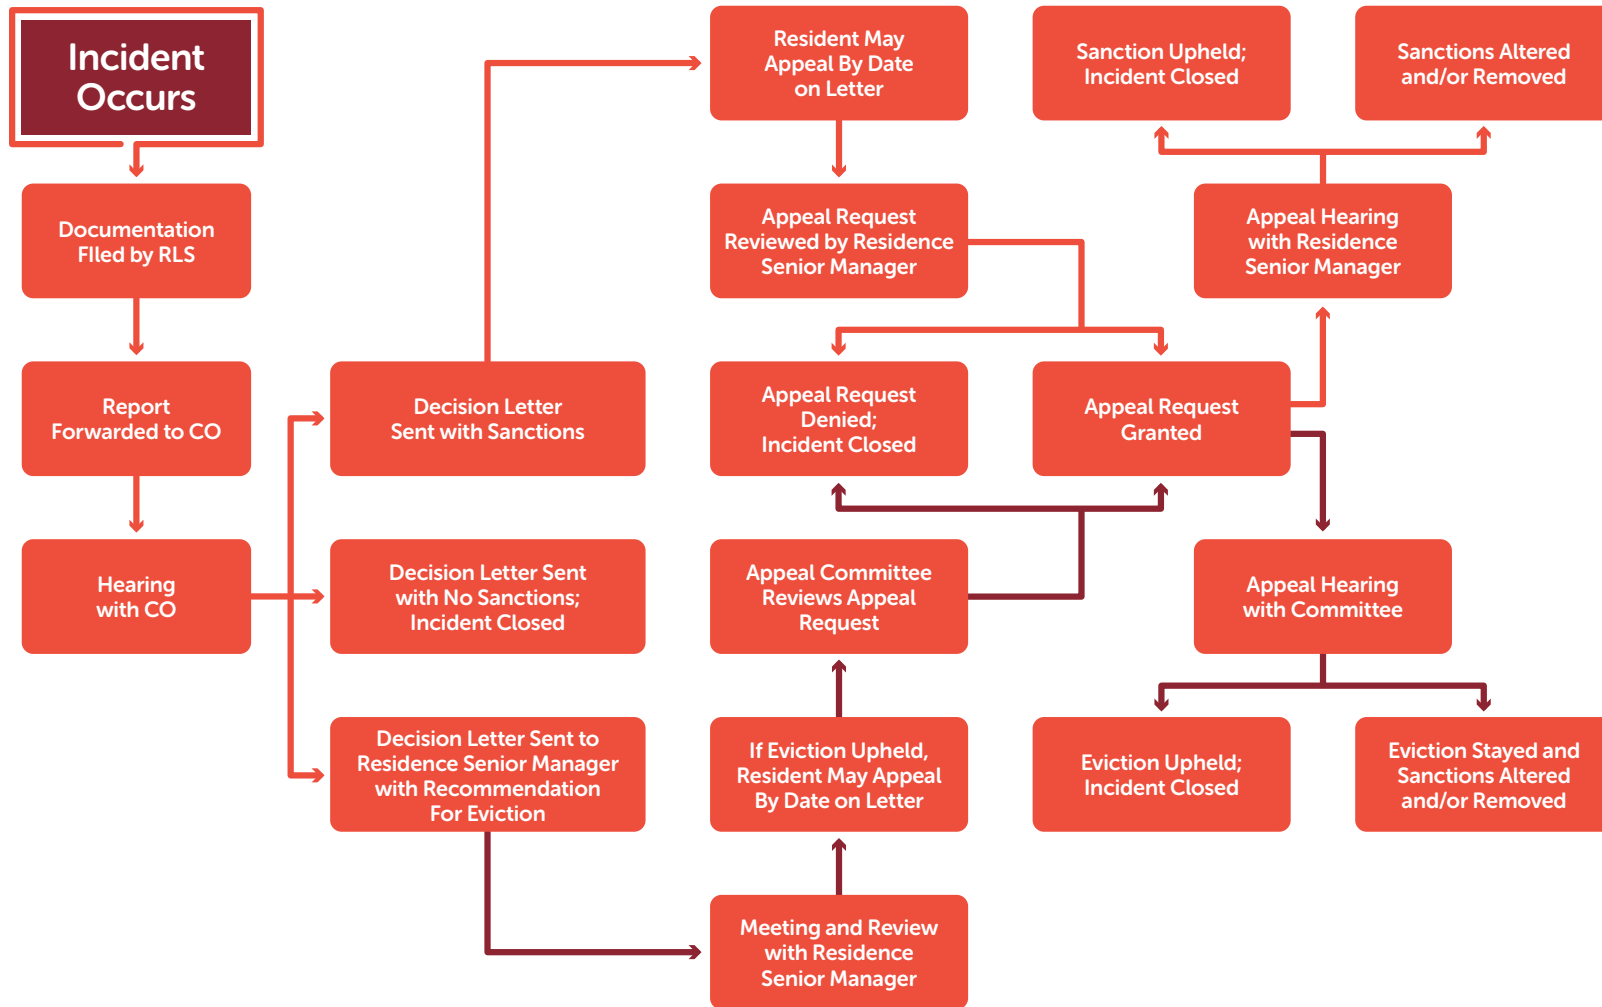 Incident
Occurs
Documentation
FIled by RLS
Report
Forwarded to CO
Hearing
with CO
Decision Letter
Sent with Sanctions
Decision Letter Sent
with No Sanctions;
Incident Closed
Decision Letter Sent to
Residence Senior Manager
with Recommendation
For Eviction
Resident May
Appeal By Date
on Letter
Appeal Request
Reviewed by Residence
Senior Manager
Appeal Request
Denied;
Incident Closed
Appeal Committee
Reviews Appeal
Request
If Eviction Upheld,
Resident May Appeal
By Date on Letter
Meeting and Review
with Residence
Senior Manager
Sanction Upheld;
Incident Closed
Sanctions Altered
and/or Removed
Appeal Hearing
with Residence
Senior Manager
Appeal Request
Granted
Appeal Hearing
with Committee
Eviction Upheld;
Incident Closed
Eviction Stayed and
Sanctions Altered
and/or Removed